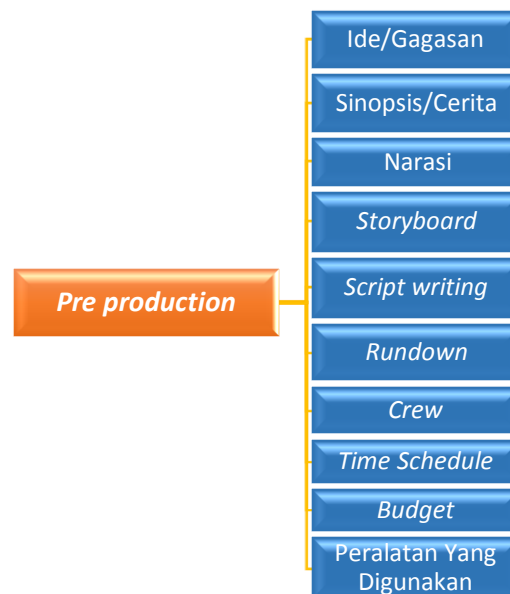 Ide/Gagasan
Sinopsis/Cerita
Narasi
Storyboard
Script writing
Pre production
Rundown
Crew
Time Schedule
Budget
Peralatan Yang
Digunakan